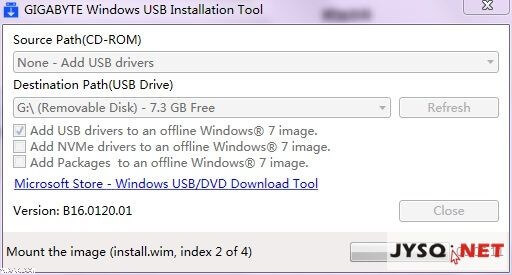 GIGABYTE Windows USB Installation Tool
Source Path(CD-ROM)
None - Add USB drivers
Destination Path(USB Drive)
G:\ (Removable Disk) - 7.3 GB Free
Refresh
Add USB drivers to an offline Windows® 7 image.
Add NVMe drivers to an offline Windows® 7 image.
Add Packages to an offline Windows® 7 image.
Microsoft Store - Windows USB/DVD Download Tool
Version: B16.0120.01
Close
Mount the image (install.wim, index 2 of 4)
JYSQ.NET